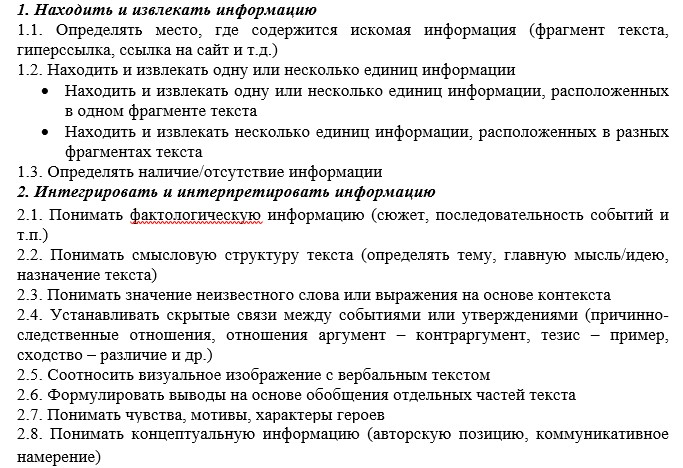 1. Находить и извлекать информацию
1.1. Определять место, где содержится искомая информация (фрагмент текста,
гиперссылка, ссылка на сайт и т.д.)
1.2. Находить и извлекать одну или несколько единиц информации
• Находить и извлекать одну или несколько единиц информации, расположенных
в одном фрагменте текста
• Находить и извлекать несколько единиц информации, расположенных в разных
фрагментах текста
1.3. Определять наличие/отсутствие информации
2. Интегрировать и интерпретировать информацию
2.1. Понимать фактологическую информацию (сюжет, последовательность событий и
т.п.)
2.2. Понимать смысловую структуру текста (определять тему, главную мысль/идею,
назначение текста)
2.3. Понимать значение неизвестного слова или выражения на основе контекста
2.4. Устанавливать скрытые связи между событиями или утверждениями (причинно-
следственные отношения, отношения аргумент – контраргумент, тезис – пример,
сходство – различие и др.)
2.5. Соотносить визуальное изображение с вербальным текстом
2.6. Формулировать выводы на основе обобщения отдельных частей текста
2.7. Понимать чувства, мотивы, характеры героев
2.8. Понимать концептуальную информацию (авторскую позицию, коммуникативное
намерение)